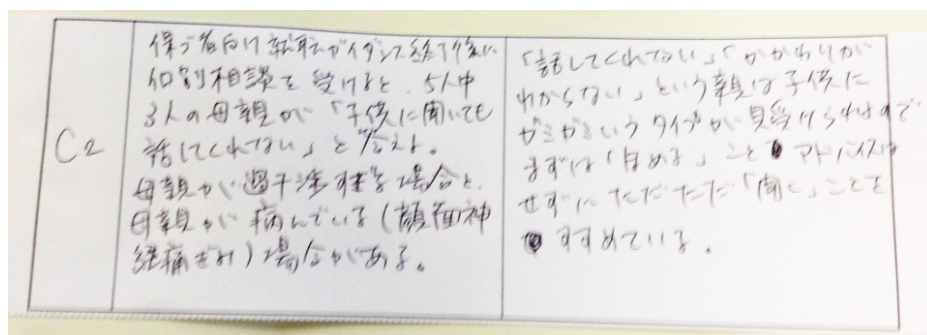 C2
保ゴ者向け就職ガイダンス終了後に
個別相談を受けると、5人中
3人の母親が「子供に聞いても
話してくれない」と答えた。
母親が過干渉すぎる場合と、
母親が病んでいる(顔面神
経痛ぎみ)場合がある。
「話してくれない」「かかわりが
わからない」という親は子供に
ガミガミいうタイプが見受けられるので
まずは「自める」こと アドバイスは
せずにただただ「聞く」ことを
すすめている。